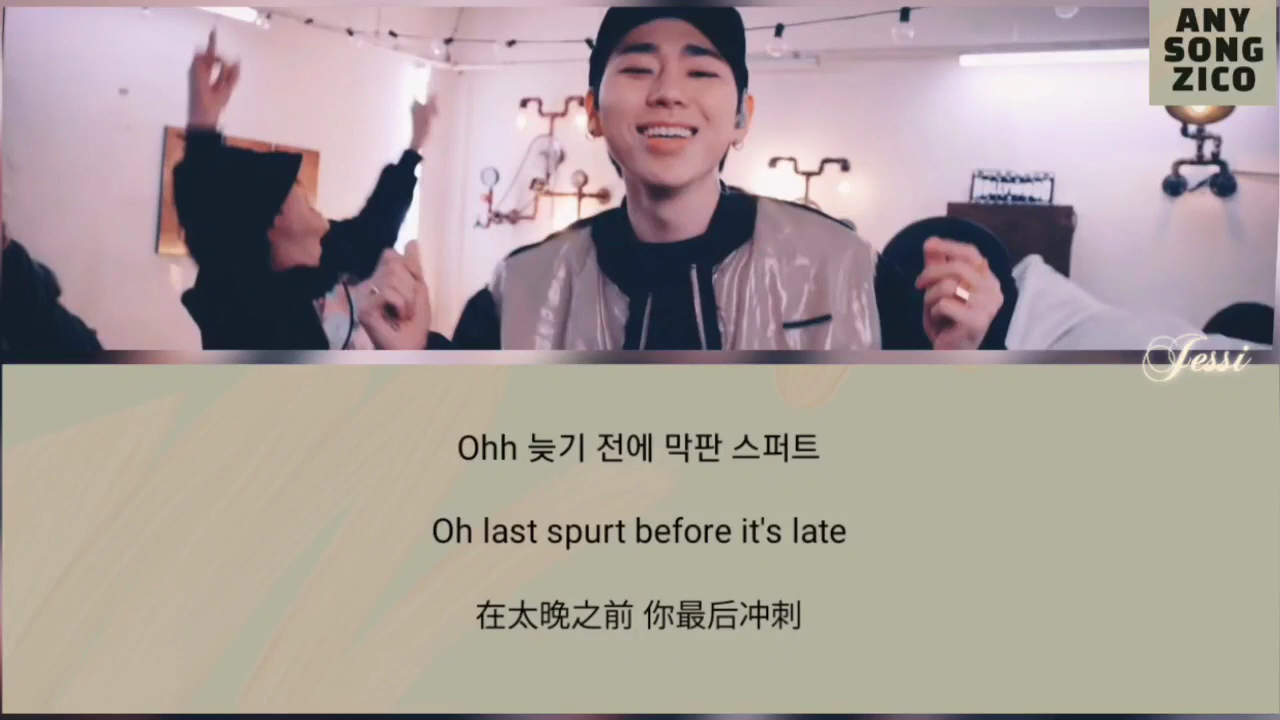 ANY
SONG
ZICO
Jessi
Ohh 늦기 전에 막판 스퍼트
Oh last spurt before it's late
在太晚之前 你最后冲刺